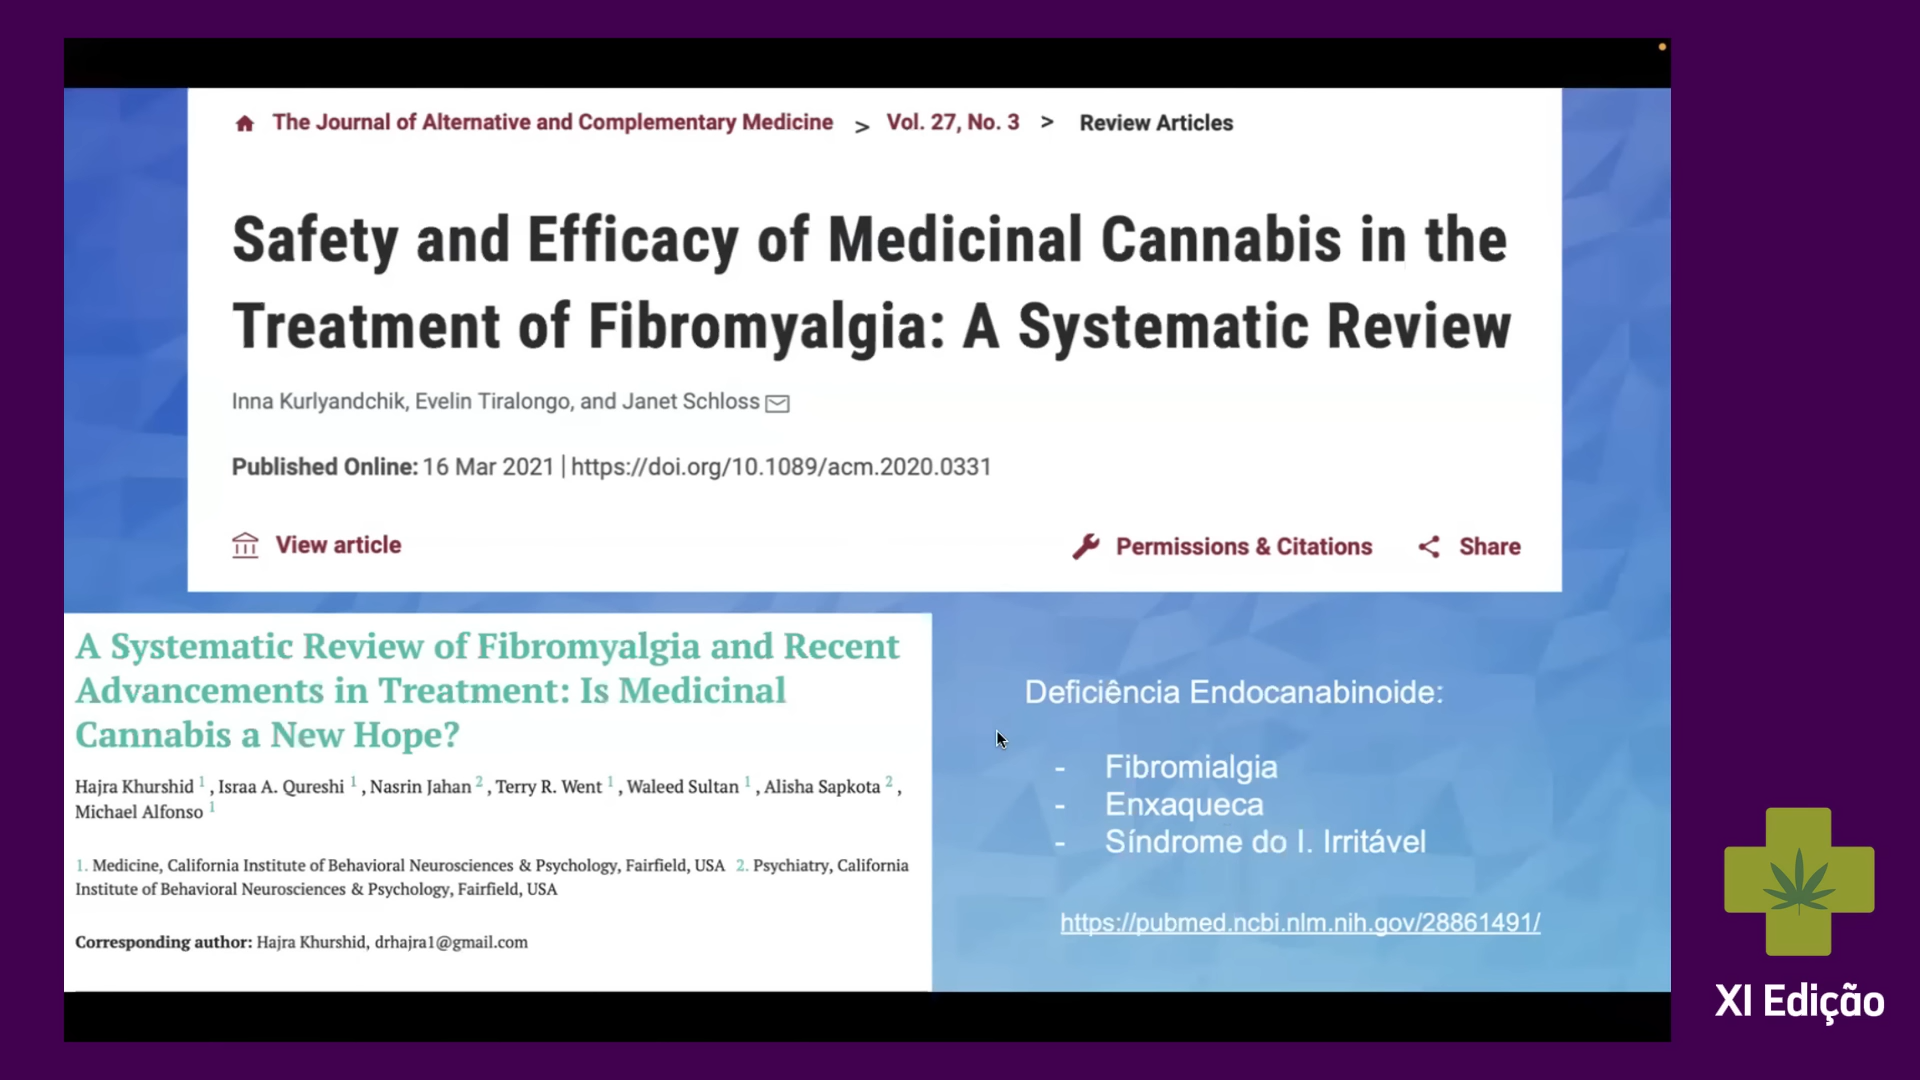 The Journal of Alternative and Complementary Medicine > Vol. 27, No. 3 > Review Articles
Safety and Efficacy of Medicinal Cannabis in the
Treatment of Fibromyalgia: A Systematic Review
Inna Kurlyandchik, Evelin Tiralongo, and Janet Schloss
Published Online: 16 Mar 2021 | https://doi.org/10.1089/acm.2020.0331
View article
Permissions & Citations
Share
A Systematic Review of Fibromyalgia and Recent
Advancements in Treatment: Is Medicinal
Cannabis a New Hope?
Hajra Khurshid 1 , Israa A. Qureshi 1 , Nasrin Jahan 2 , Terry R. Went 1 , Waleed Sultan 1 , Alisha Sapkota 2 ,
Michael Alfonso 1
1. Medicine, California Institute of Behavioral Neurosciences & Psychology, Fairfield, USA 2. Psychiatry, California
Institute of Behavioral Neurosciences & Psychology, Fairfield, USA
Corresponding author: Hajra Khurshid, drhajra1@gmail.com
Deficiência Endocanabinoide:
- Fibromialgia
- Enxaqueca
- Síndrome do I. Irritável
https://pubmed.ncbi.nlm.nih.gov/28861491/
XI Edição